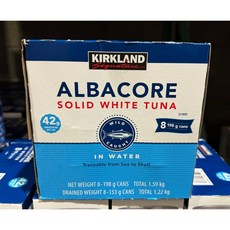 KIRKLAND
Signature
ALBACORE
SOLID WHITE TUNA
42g
8 198 g cans
WILD
CAUGHT
IN WATER
Traceable from Sea to Shelf
NET WEIGHT 8-198 g CANS TOTAL 1,59 kg
DRAINED WEIGHT 8-153 g CANS TOTAL 1,22 kg